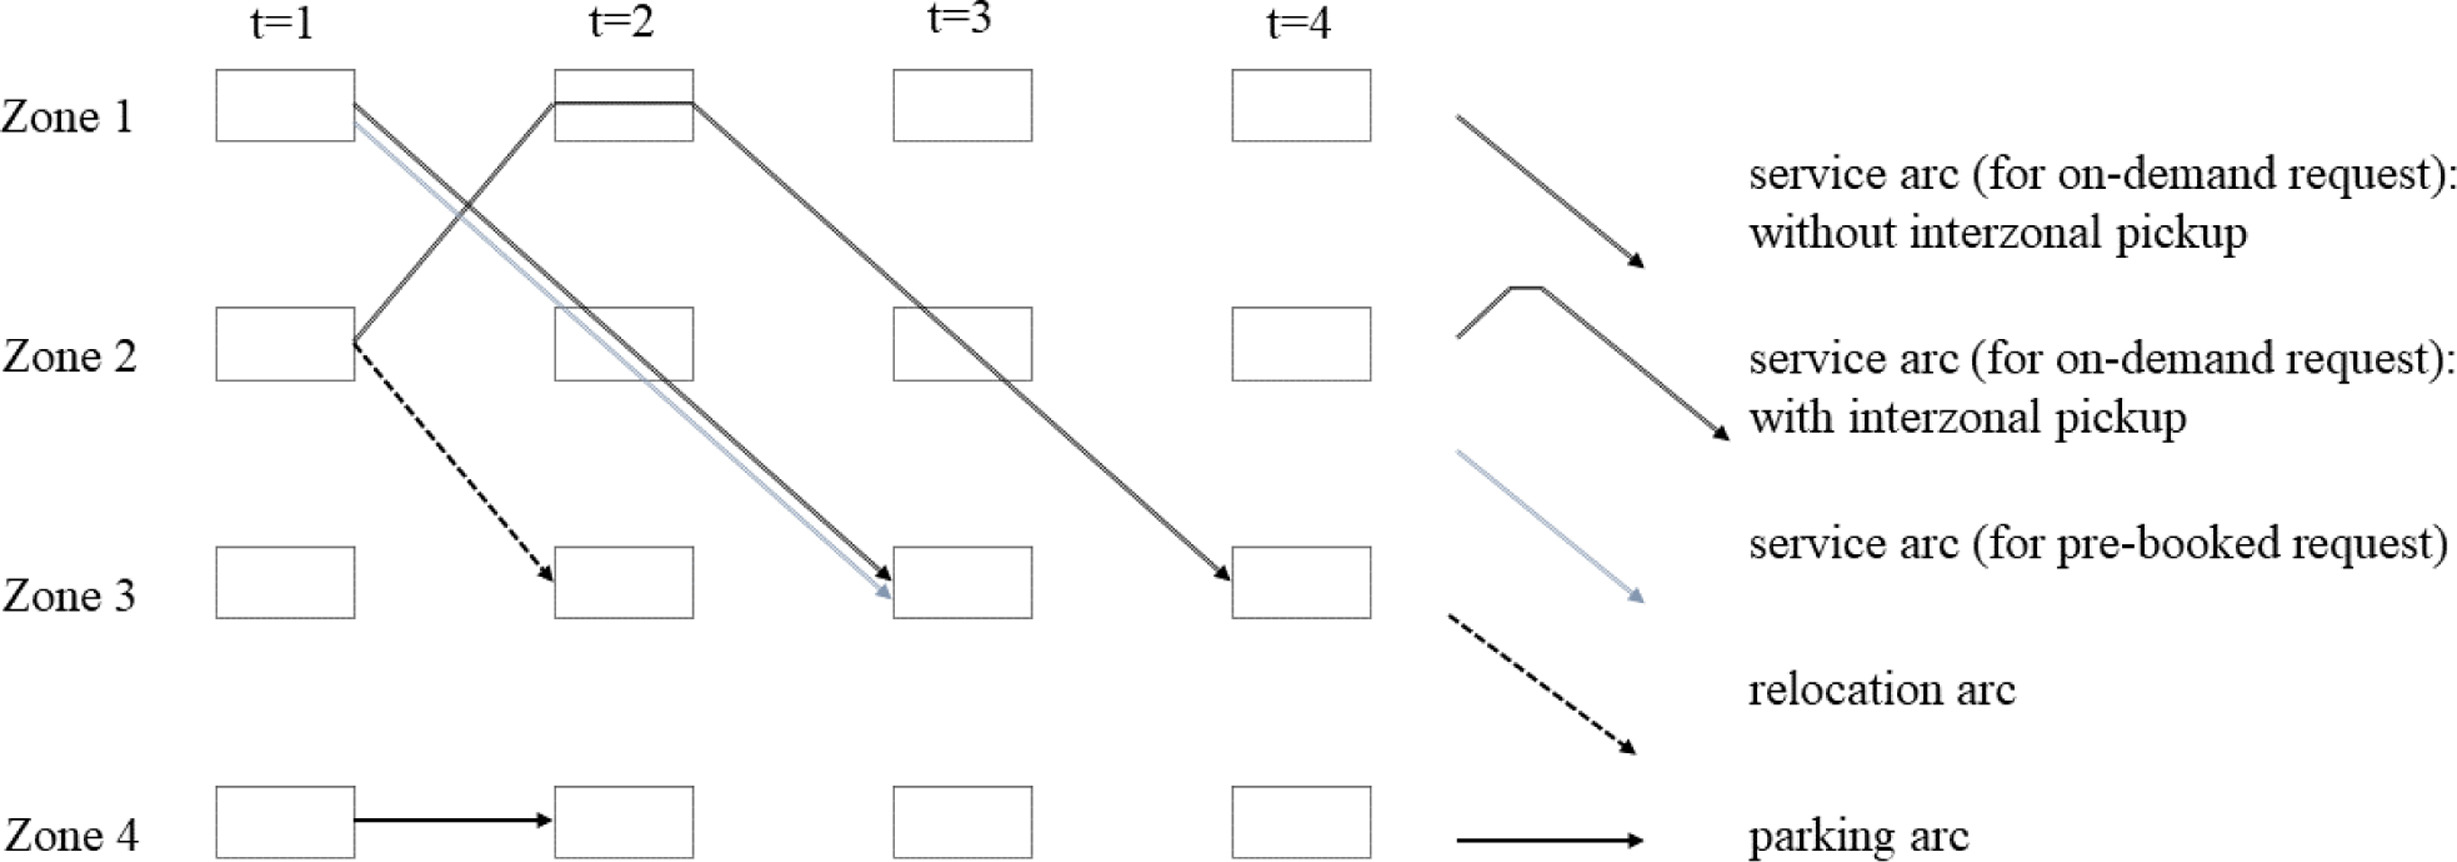 t=1 t=2 t=3 t=4
Zone 1
service arc (for on-demand request):
without interzonal pickup
Zone 2
service arc (for on-demand request):
with interzonal pickup
service arc (for pre-booked request)
Zone 3
relocation arc
Zone 4
parking arc